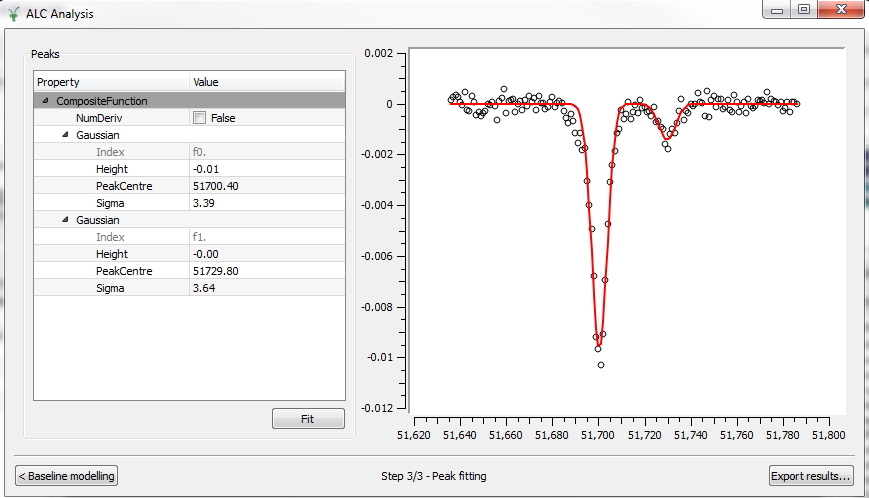 ALC Analysis
Peaks
Property Value
CompositeFunction
NumDeriv False
Gaussian
Index f0.
Height -0.01
PeakCentre 51700.40
Sigma 3.39
Gaussian
Index f1.
Height -0.00
PeakCentre 51729.80
Sigma 3.64
Fit
0.002
0
-0.002
-0.004
-0.006
-0.008
-0.01
-0.012
51,620 51,640 51,660 51,680 51,700 51,720 51,740 51,760 51,780 51,800
< Baseline modelling Step 3/3 - Peak fitting Export results...